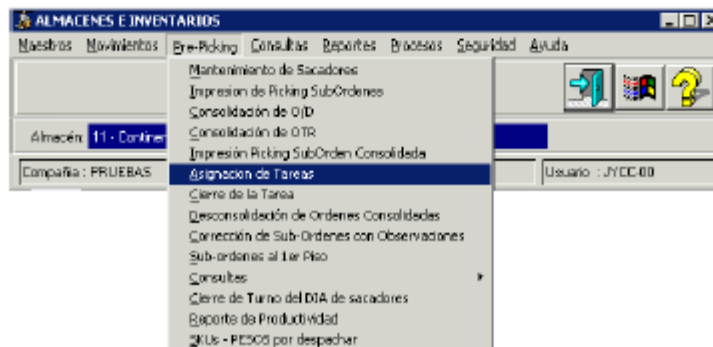 ALMACENES E INVENTARIOS
Maestros Movimientos Pre-Picking Consultas Reportes Procesos Seguridad Ayuda
Mantenimiento de Sacadores
Impresion de Picking SubOrdenes
Consolidación de O/D
Consolidación de OTR
Almacén: 11 - Continen
Impresión Picking SubOrden Consolidada
Compañia : PRUEBAS
Asignacion de Tareas
Usuario : JYCC-00
Cierre de la Tarea
Desconsolidación de Ordenes Consolidadas
Corrección de Sub-Ordenes con Observaciones
Sub-ordenes al 1er Piso
Consultas
Cierre de Turno del DIA de sacadores
Reporte de Productividad
SKUs - PESOS por despachar